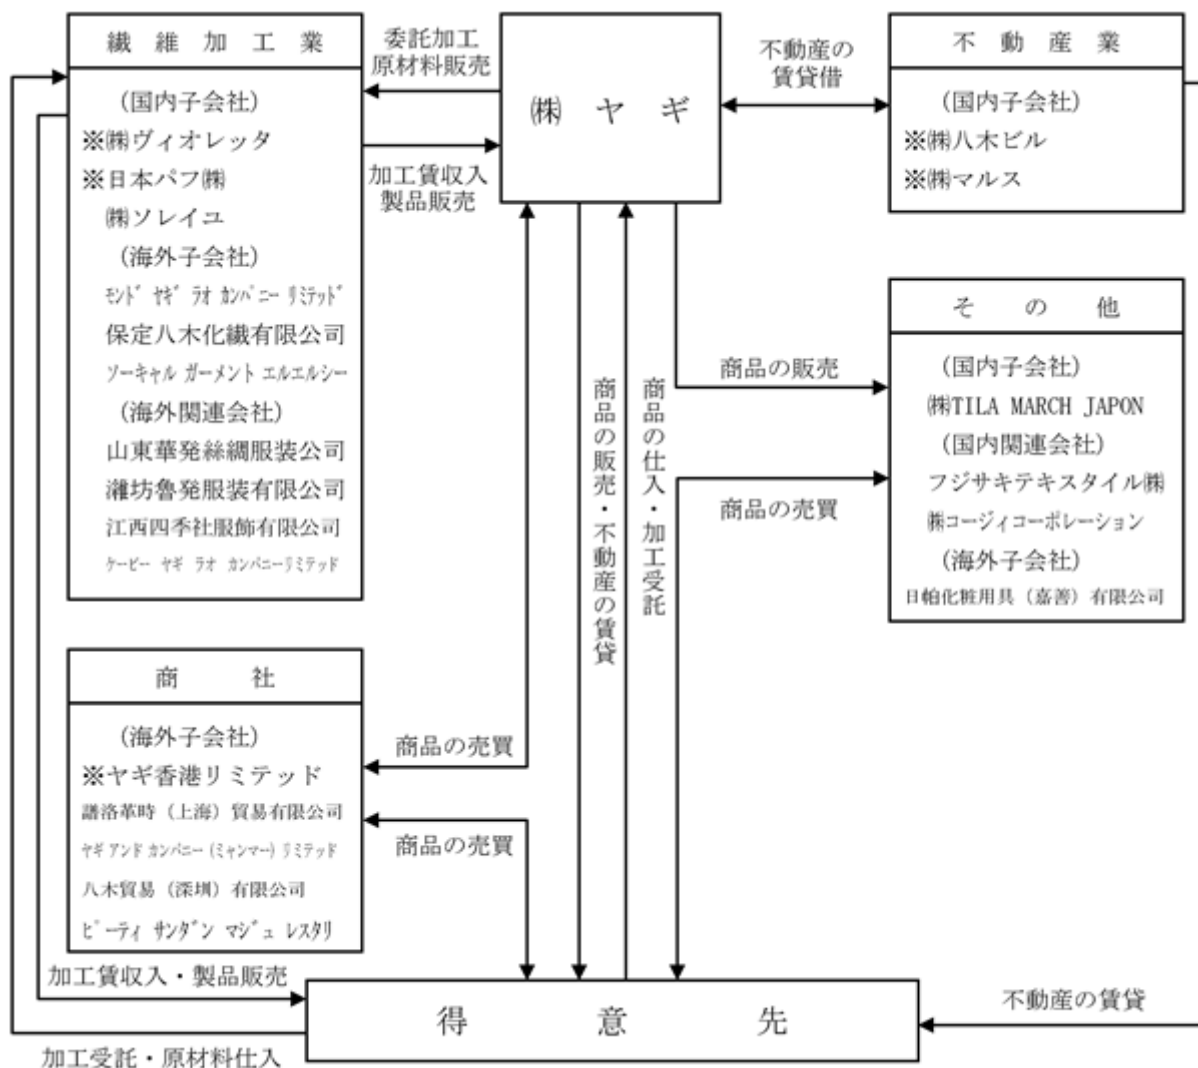 繊維加工業
(国内子会社)
※㈱ヴィオレッタ
※日本パフ㈱
㈱ソレイユ
(海外子会社)
モンド ヤギ ラオ カンパニー リミテッド
保定八木化繊有限公司
ソーキャル ガーメント エルエルシー
(海外関連会社)
山東華発絲綢服装公司
濰坊魯発服装有限公司
江西四季社服飾有限公司
ケービー ヤギ ラオ カンパニーリミテッド
委託加工
原材料販売
加工賃収入
製品販売
㈱ヤギ
不動産の
賃貸借
不動産業
(国内子会社)
※㈱八木ビル
※㈱マルス
その他
(国内子会社)
㈱TILA MARCH JAPON
(国内関連会社)
フジサキテキスタイル㈱
㈱コージィコーポレーション
(海外子会社)
日帕化粧用具（嘉善）有限公司
商品の販売
商品の売買
商品の販売・不動産の賃貸
商品の仕入・加工受託
商社
(海外子会社)
※ヤギ香港リミテッド
譜洛革時（上海）貿易有限公司
ヤギ アンド カンパニー (ミャンマー) リミテッド
八木貿易（深圳）有限公司
ピーティ サンダン マジュ レスタリ
商品の売買
商品の売買
加工賃収入・製品販売
得意先
不動産の賃貸
加工受託・原材料仕入